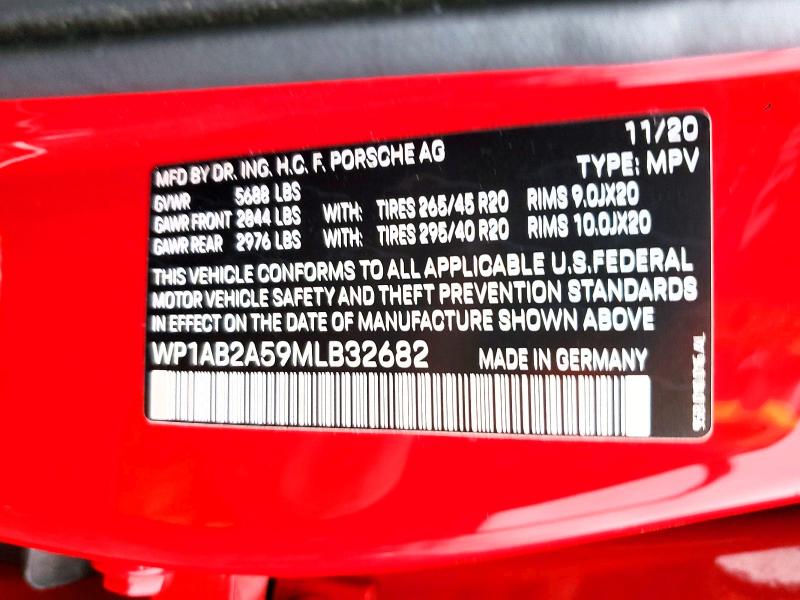 11/20
MFD BY DR. ING. H.C. F. PORSCHE AG TYPE: MPV
GVWR 5688 LBS
GAWR FRONT 2844 LBS WITH: TIRES 265/45 R20 RIMS 9.0JX20
GAWR REAR 2976 LBS WITH: TIRES 295/40 R20 RIMS 10.0JX20
THIS VEHICLE CONFORMS TO ALL APPLICABLE U.S.FEDERAL
MOTOR VEHICLE SAFETY AND THEFT PREVENTION STANDARDS
IN EFFECT ON THE DATE OF MANUFACTURE SHOWN ABOVE
WP1AB2A59MLB32682 MADE IN GERMANY